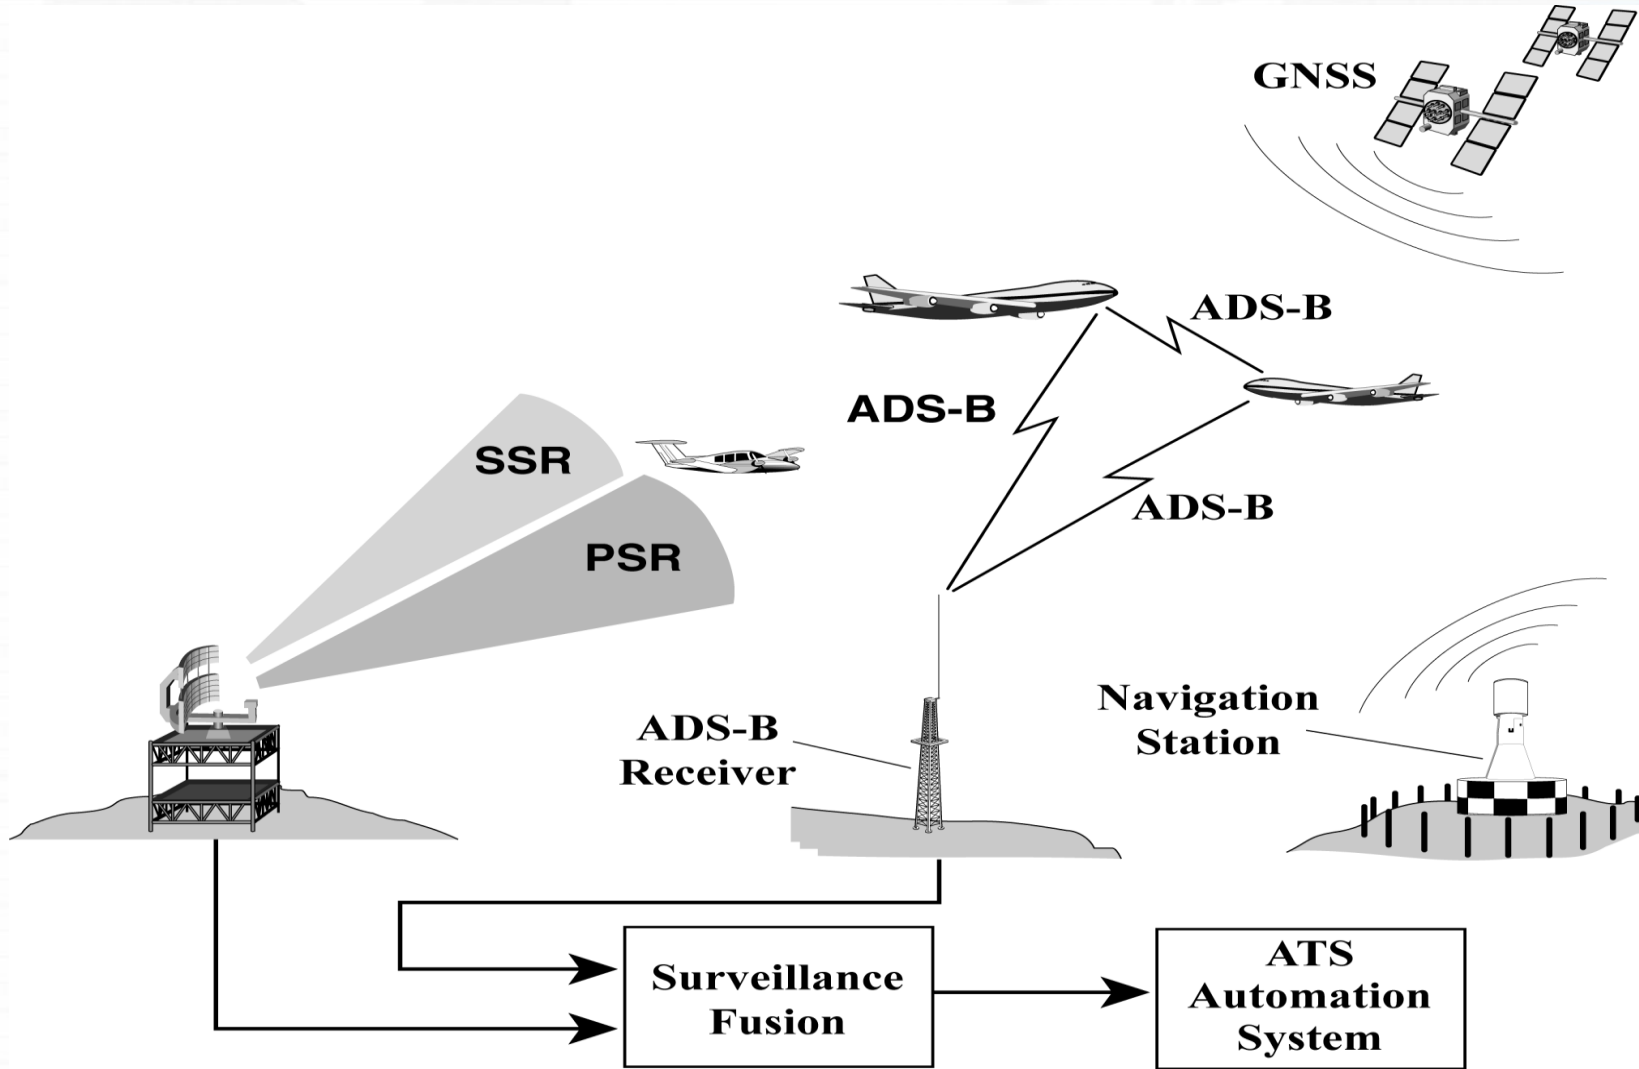 GNSS
ADS-B
ADS-B
SSR
ADS-B
PSR
Navigation
Station
ADS-B
Receiver
Surveillance
Fusion
ATS
Automation
System